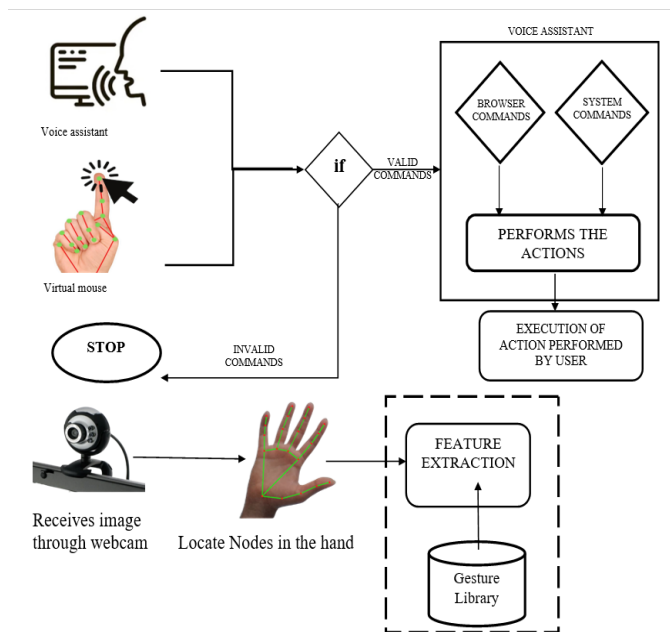 VOICE ASSISTANT
Voice assistant
Virtual mouse
if
VALID
COMMANDS
BROWSER
COMMANDS
SYSTEM
COMMANDS
PERFORMS THE
ACTIONS
EXECUTION OF
ACTION PERFORMED
BY USER
STOP
INVALID
COMMANDS
Receives image
through webcam
Locate Nodes in the hand
FEATURE
EXTRACTION
Gesture
Library